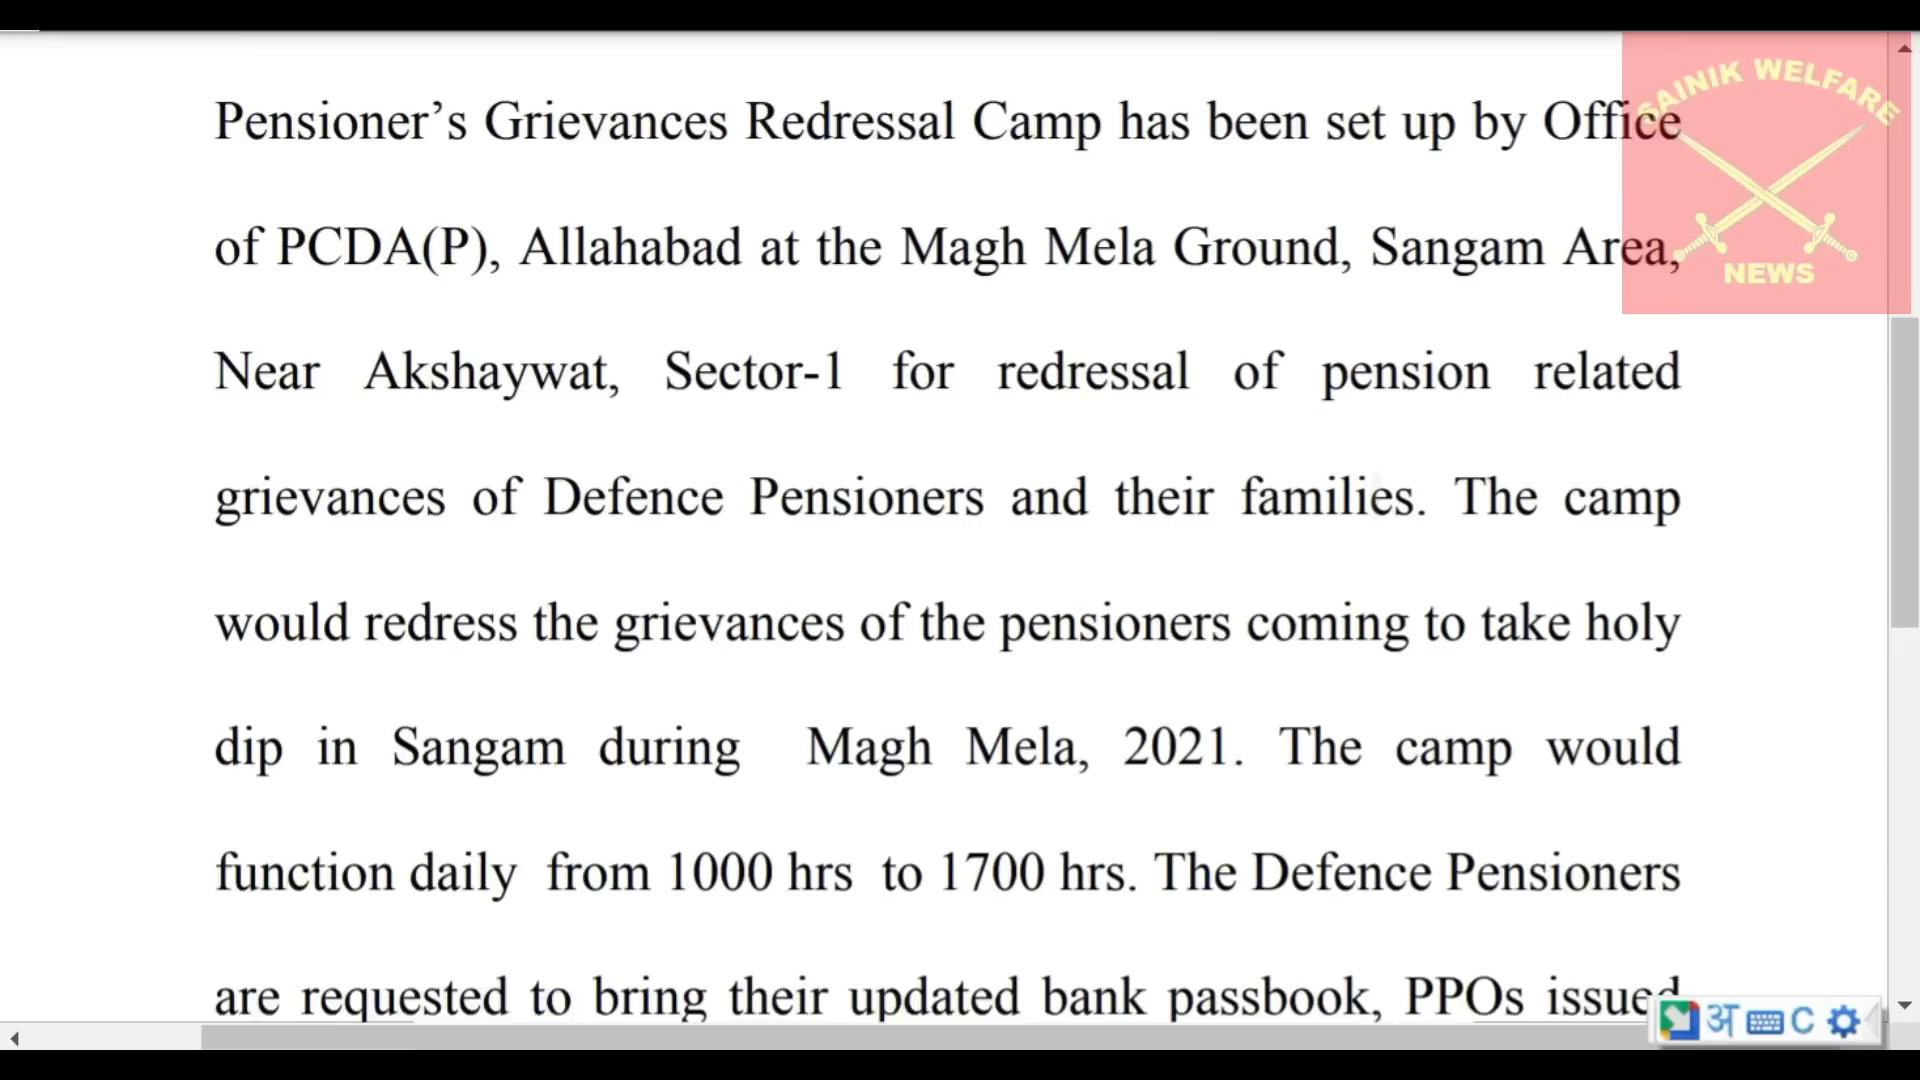 Pensioner’s Grievances Redressal Camp has been set up by Office
of PCDA(P), Allahabad at the Magh Mela Ground, Sangam Area,
Near Akshaywat, Sector-1 for redressal of pension related
grievances of Defence Pensioners and their families. The camp
would redress the grievances of the pensioners coming to take holy
dip in Sangam during Magh Mela, 2021. The camp would
function daily from 1000 hrs to 1700 hrs. The Defence Pensioners
are requested to bring their updated bank passbook, PPOs issued
SAINIK WELFARE
NEWS
अ C